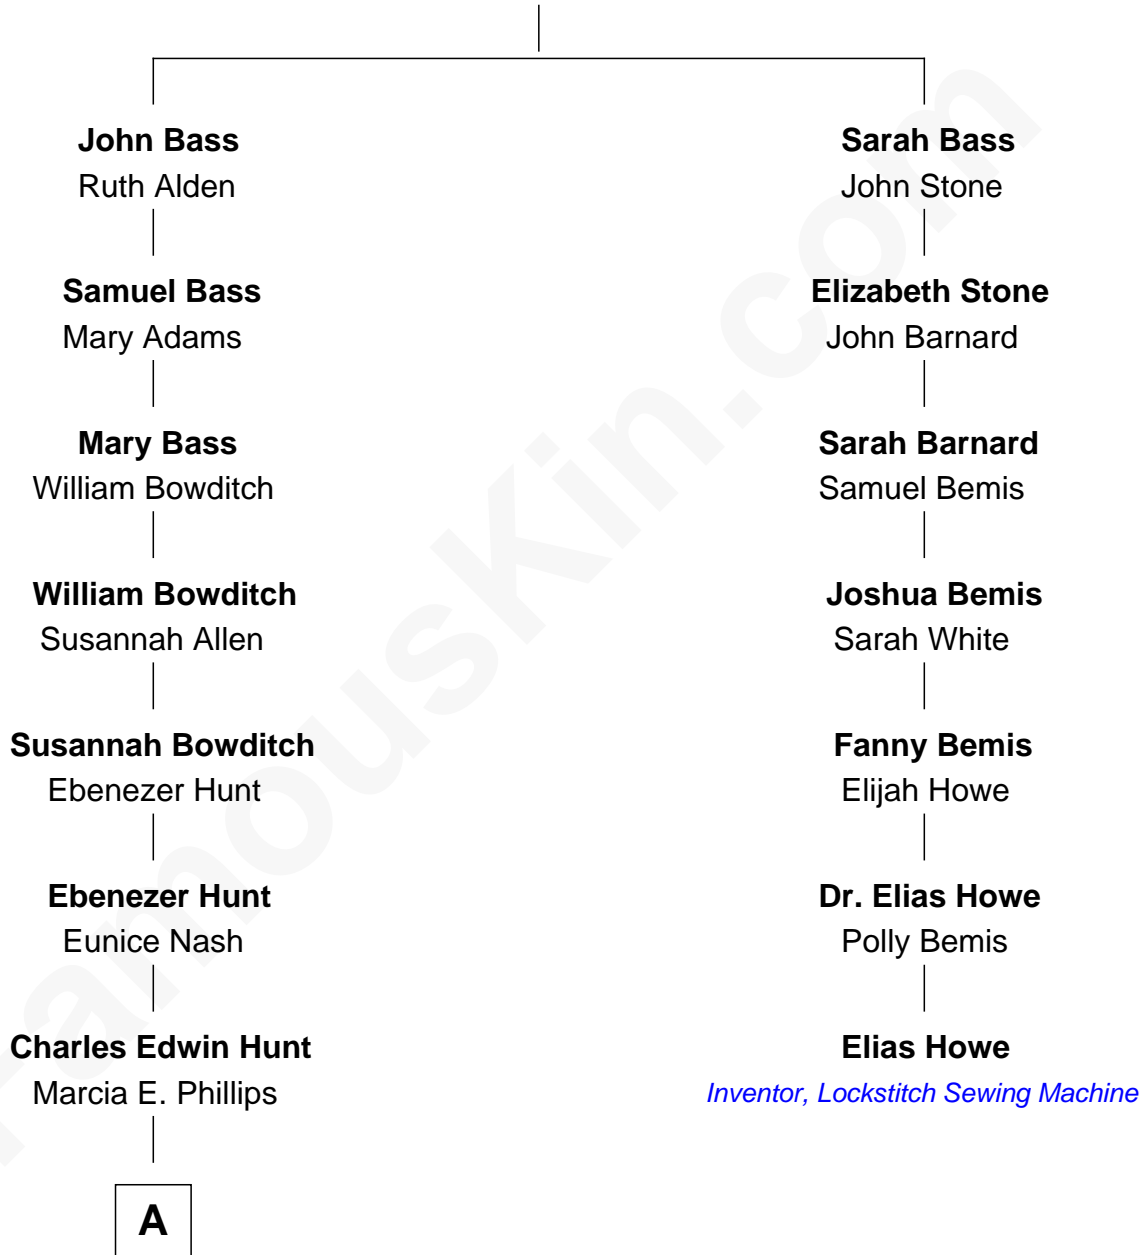 John Bass
Ruth Alden
Sarah Bass
John Stone
Samuel Bass
Mary Adams
Elizabeth Stone
John Barnard
Mary Bass
William Bowditch
Sarah Barnard
Samuel Bemis
William Bowditch
Susannah Allen
Joshua Bemis
Sarah White
Susannah Bowditch
Ebenezer Hunt
Fanny Bemis
Elijah Howe
Ebenezer Hunt
Eunice Nash
Dr. Elias Howe
Polly Bemis
Charles Edwin Hunt
Marcia E. Phillips
Elias Howe
Inventor, Lockstitch Sewing Machine
A
FamousKin.com